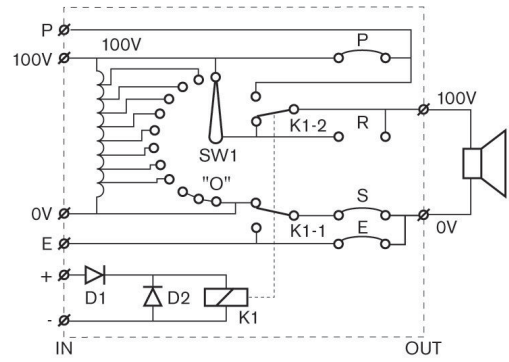 P
100V
100V
P
100V
K1-2
R
SW1
"O"
S
0V
K1-1
E
0V
E
+
D1
D2
K1
-
IN
OUT